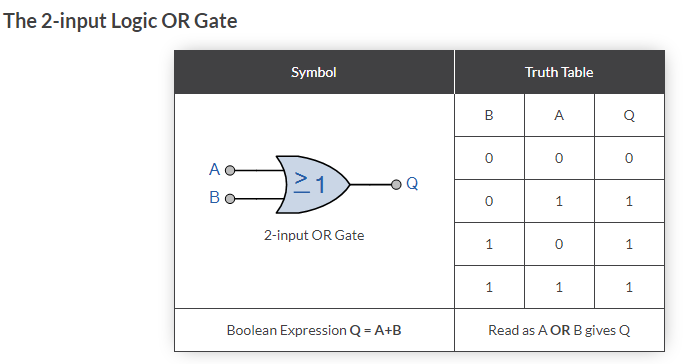 The 2-input Logic OR Gate
Symbol Truth Table
B A Q
0 0 0
A
≥1
Q
B
0 1 1
2-input OR Gate
1 0 1
1 1 1
Boolean Expression Q = A+B Read as A OR B gives Q